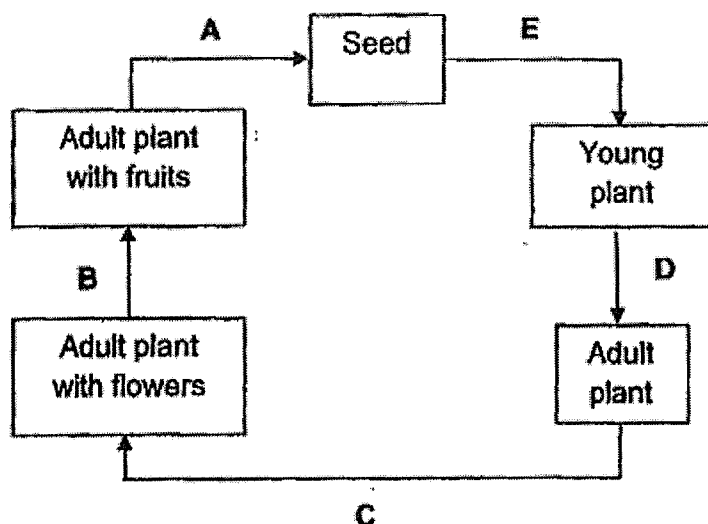 A
Seed
E
Adult plant
with fruits
Young
plant
B
D
Adult plant
with flowers
Adult
plant
C